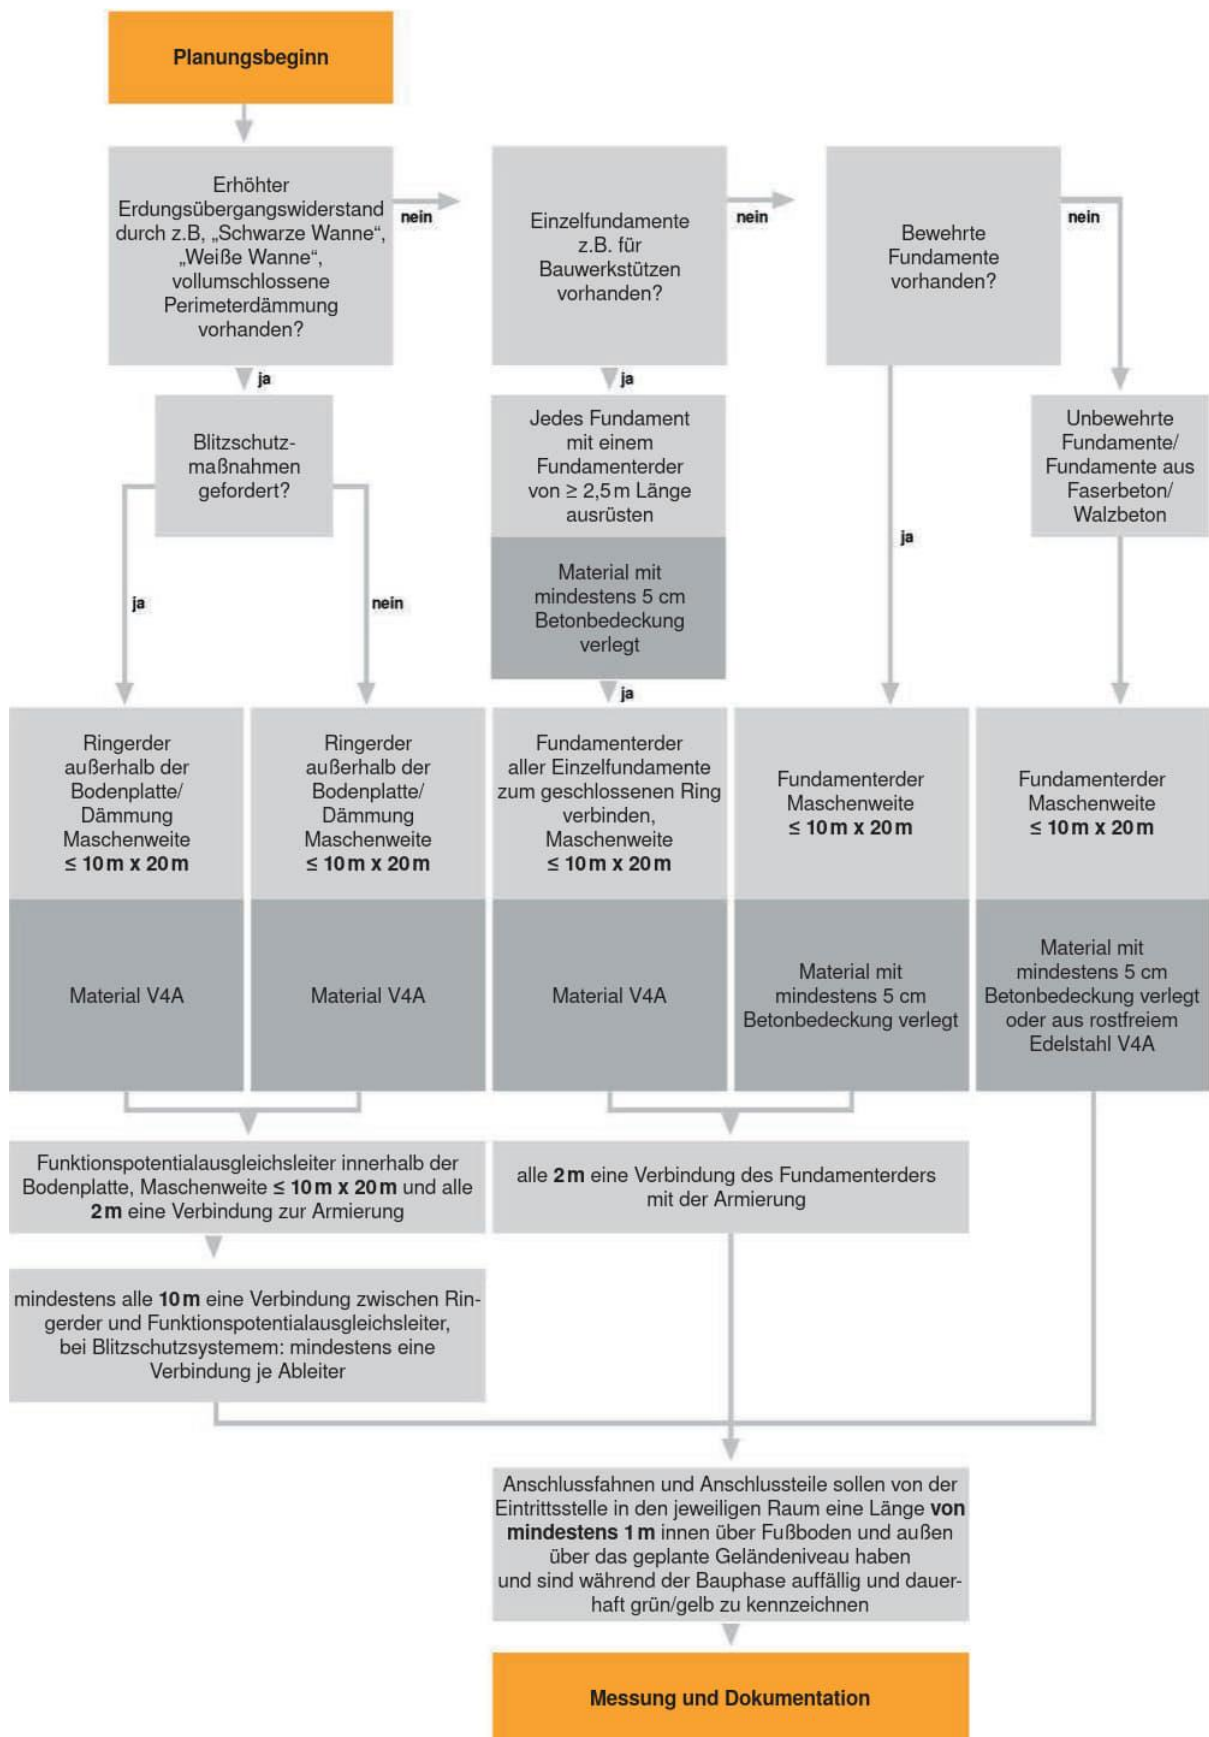 Planungsbeginn
Erhöhter
Erdungsübergangswiderstand
durch z.B, „Schwarze Wanne“,
„Weiße Wanne“,
vollumschlossene
Perimeterdämmung
vorhanden?
nein
Einzelfundamente
z.B. für
Bauwerkstützen
vorhanden?
nein
Bewehrte
Fundamente
vorhanden?
nein
ja
ja
Blitzschutz-
maßnahmen
gefordert?
Jedes Fundament
mit einem
Fundamenterder
von ≥ 2,5 m Länge
ausrüsten
Unbewehrte
Fundamente/
Fundamente aus
Faserbeton/
Walzbeton
ja
Material mit
mindestens 5 cm
Betonbedeckung
verlegt
ja
nein
ja
Ringerder
außerhalb der
Bodenplatte/
Dämmung
Maschenweite
≤ 10 m x 20 m
Ringerder
außerhalb der
Bodenplatte/
Dämmung
Maschenweite
≤ 10 m x 20 m
Fundamenterder
aller Einzelfundamente
zum geschlossenen Ring
verbinden,
Maschenweite
≤ 10 m x 20 m
Fundamenterder
Maschenweite
≤ 10 m x 20 m
Fundamenterder
Maschenweite
≤ 10 m x 20 m
Material V4A
Material V4A
Material V4A
Material mit
mindestens 5 cm
Betonbedeckung verlegt
Material mit
mindestens 5 cm
Betonbedeckung verlegt
oder aus rostfreiem
Edelstahl V4A
Funktionspotentialausgleichsleiter innerhalb der
Bodenplatte, Maschenweite ≤ 10 m x 20 m und alle
2 m eine Verbindung zur Armierung
alle 2 m eine Verbindung des Fundamenterders
mit der Armierung
mindestens alle 10 m eine Verbindung zwischen Rin-
gerder und Funktionspotentialausgleichsleiter,
bei Blitzschutzsystemem: mindestens eine
Verbindung je Ableiter
Anschlussfahnen und Anschlussteile sollen von der
Eintrittsstelle in den jeweiligen Raum eine Länge von
mindestens 1 m innen über Fußboden und außen
über das geplante Geländeniveau haben
und sind während der Bauphase auffällig und dauer-
haft grün/gelb zu kennzeichnen
Messung und Dokumentation